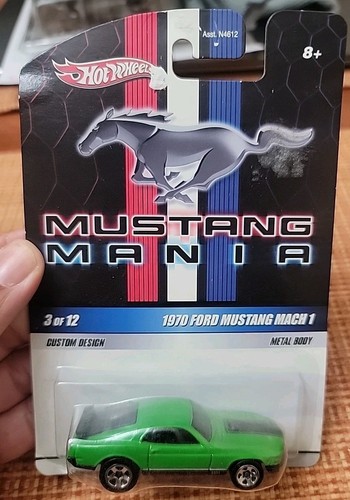 Asst. N4612
8+
Hot Wheels
MUSTANG
MANIA
3 OF 12 1970 FORD MUSTANG MACH 1
CUSTOM DESIGN METAL BODY